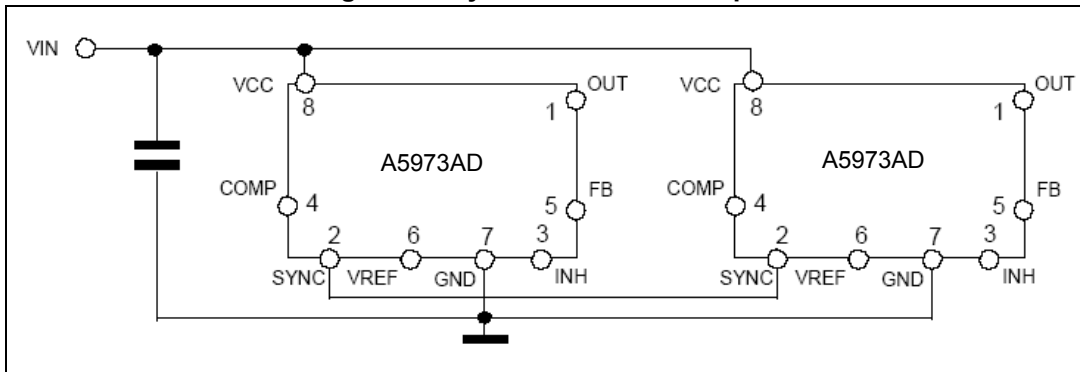 VIN
VCC
8
OUT
1
A5973AD
COMP
4
FB
5
2
6
7
3
SYNC
VREF
GND
INH
VCC
8
OUT
1
A5973AD
COMP
4
FB
5
2
6
7
3
SYNC
VREF
GND
INH